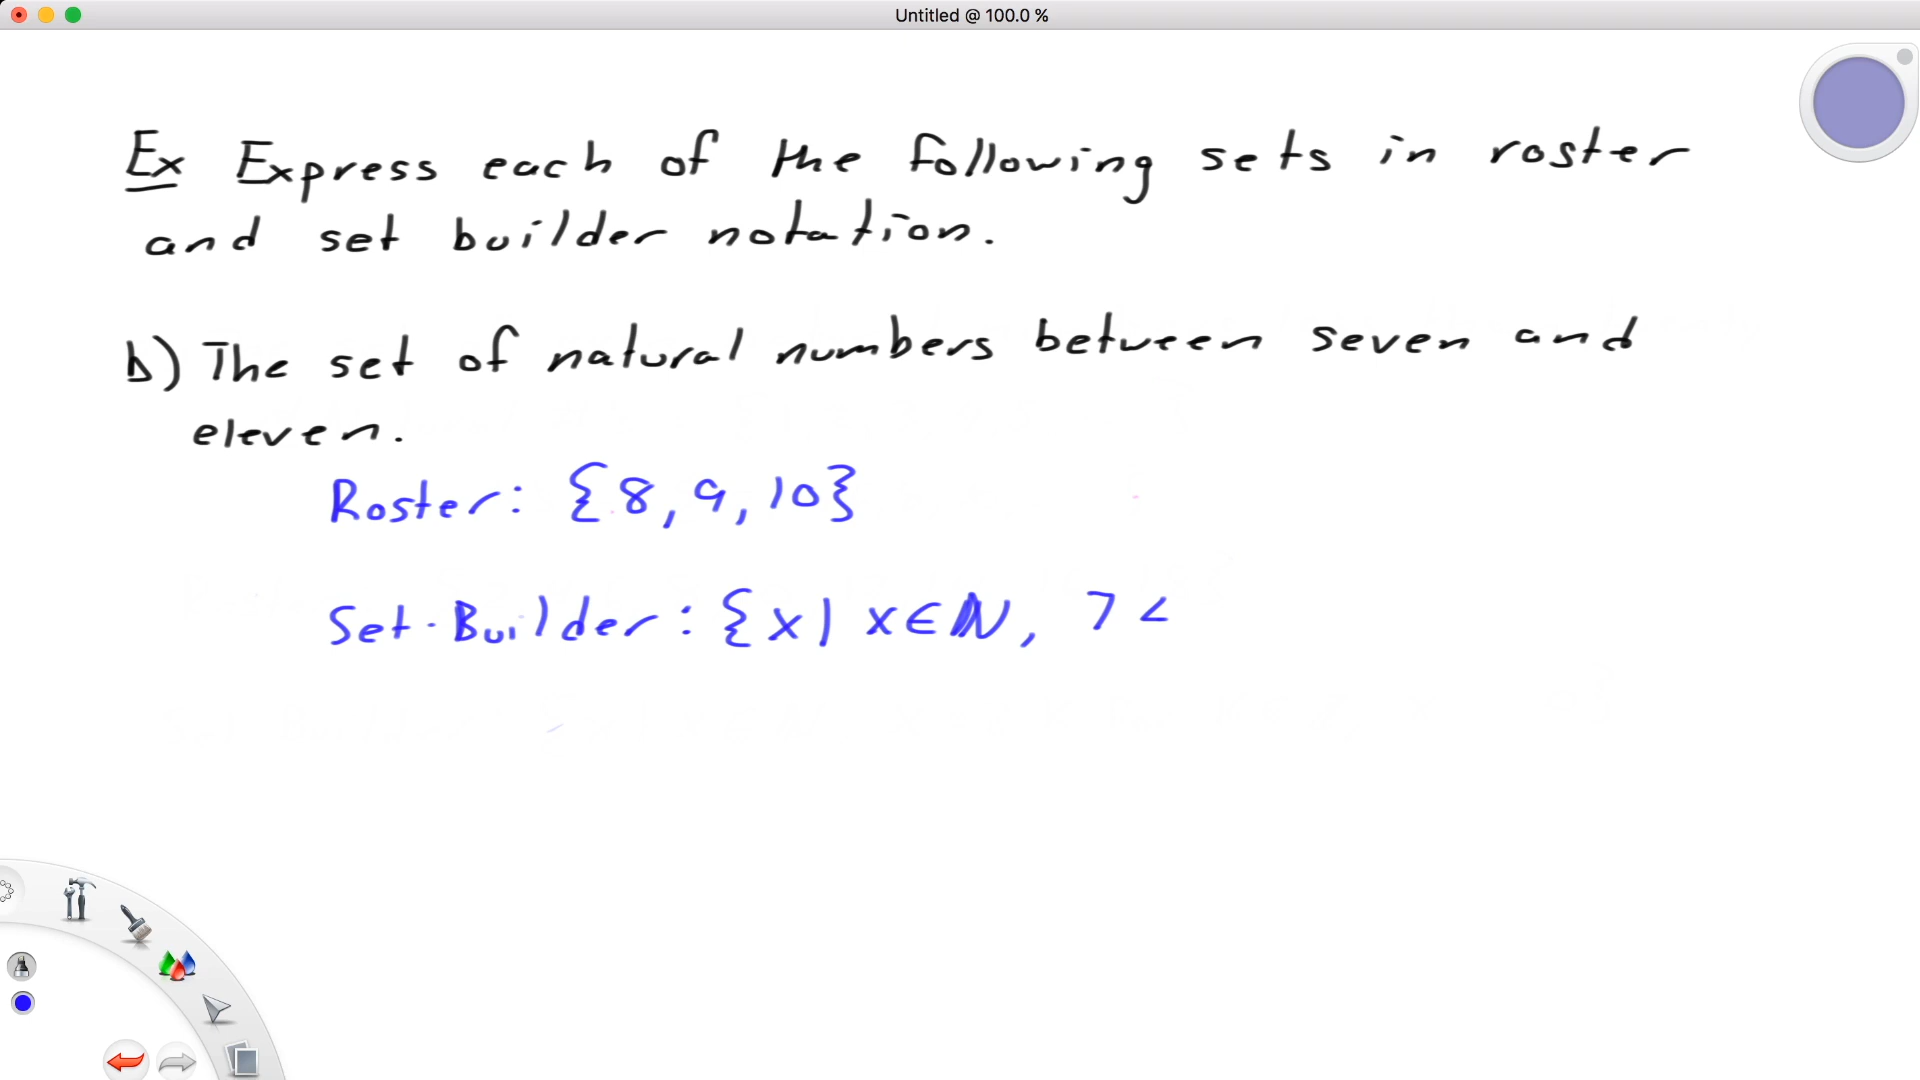 Untitled @ 100.0 %
Ex Express each of the following sets in roster
and set builder notation.
b) The set of natural numbers between seven and
eleven.
Roster: {8, 9, 10}
Set-Builder: {x | x∈ℕ, 7 <